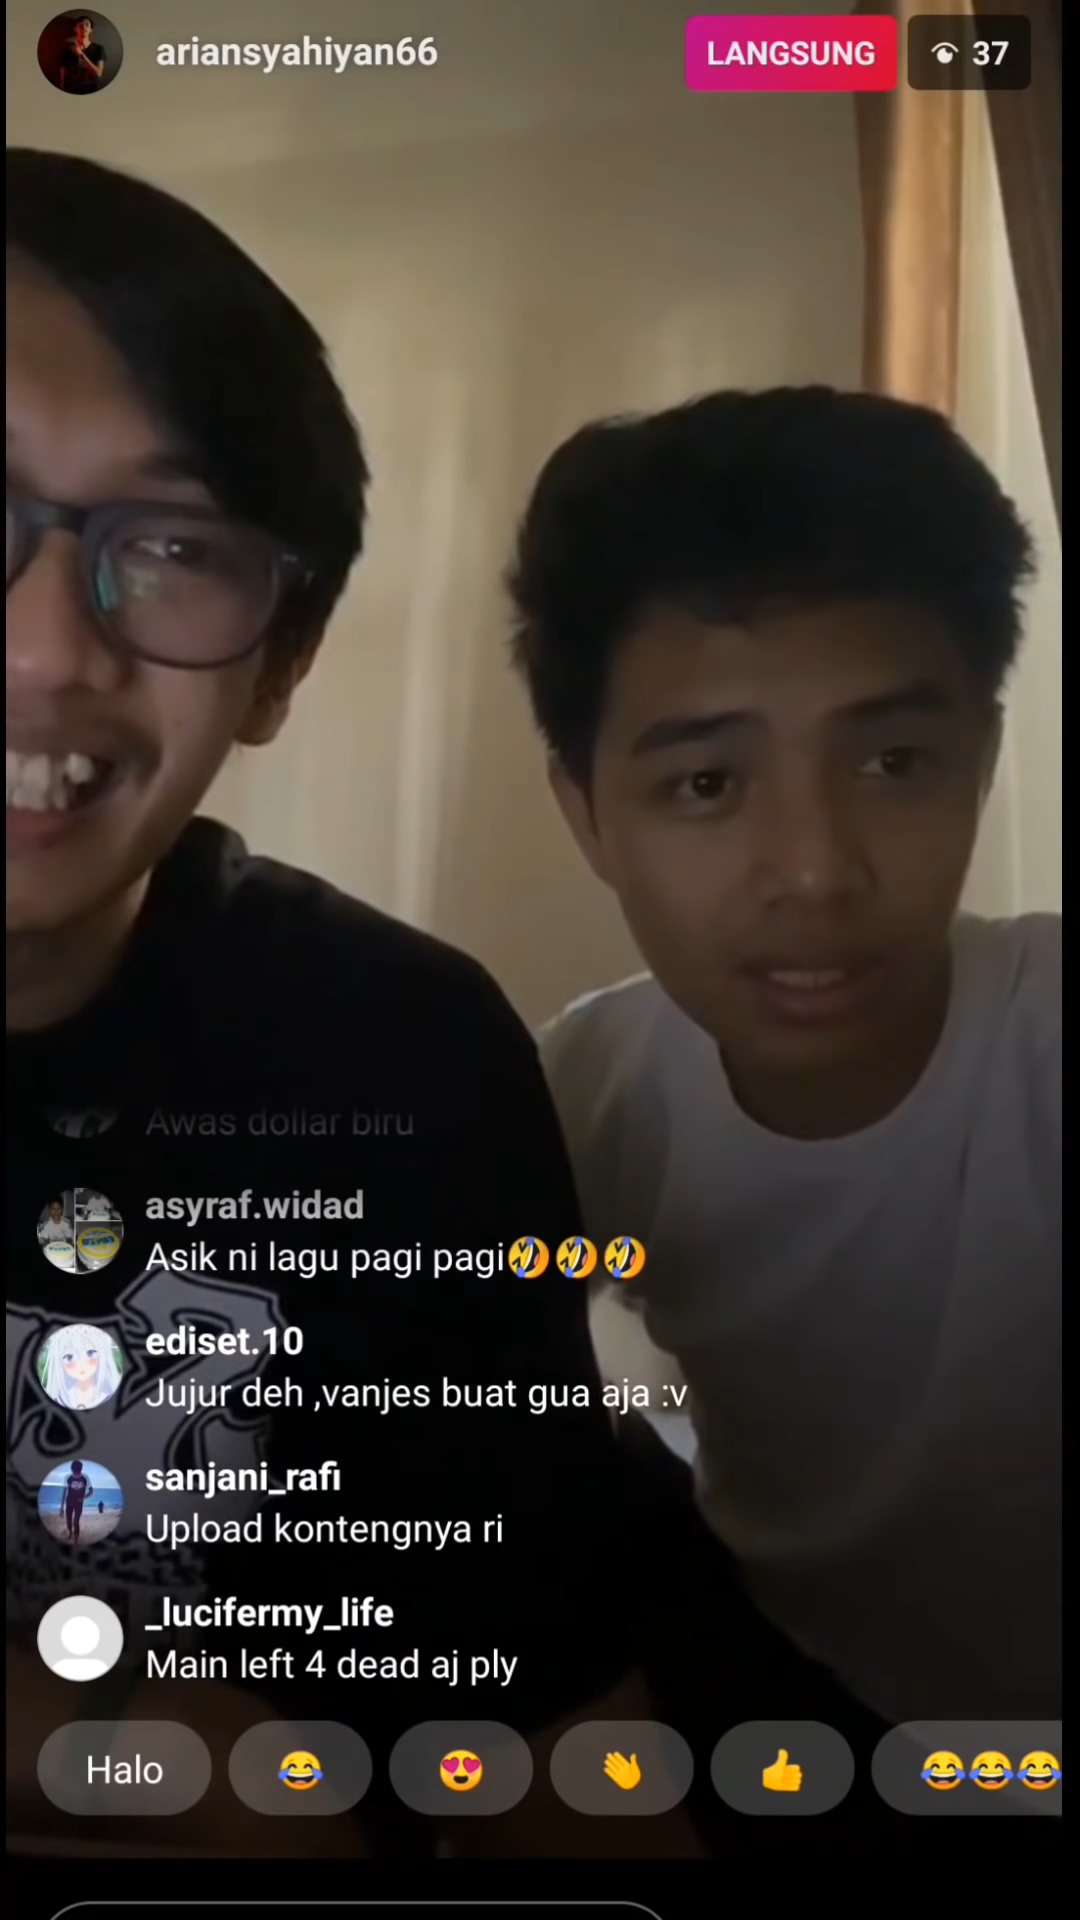 ariansyahiyan66
LANGSUNG
37
Awas dollar biru
asyraf.widad
Asik ni lagu pagi pagi🤣🤣🤣
ediset.10
Jujur deh ,vanjes buat gua aja :v
sanjani_rafi
Upload kontengnya ri
_lucifermy_life
Main left 4 dead aj ply
Halo 😂 😍 👋 👍 😂😂😂